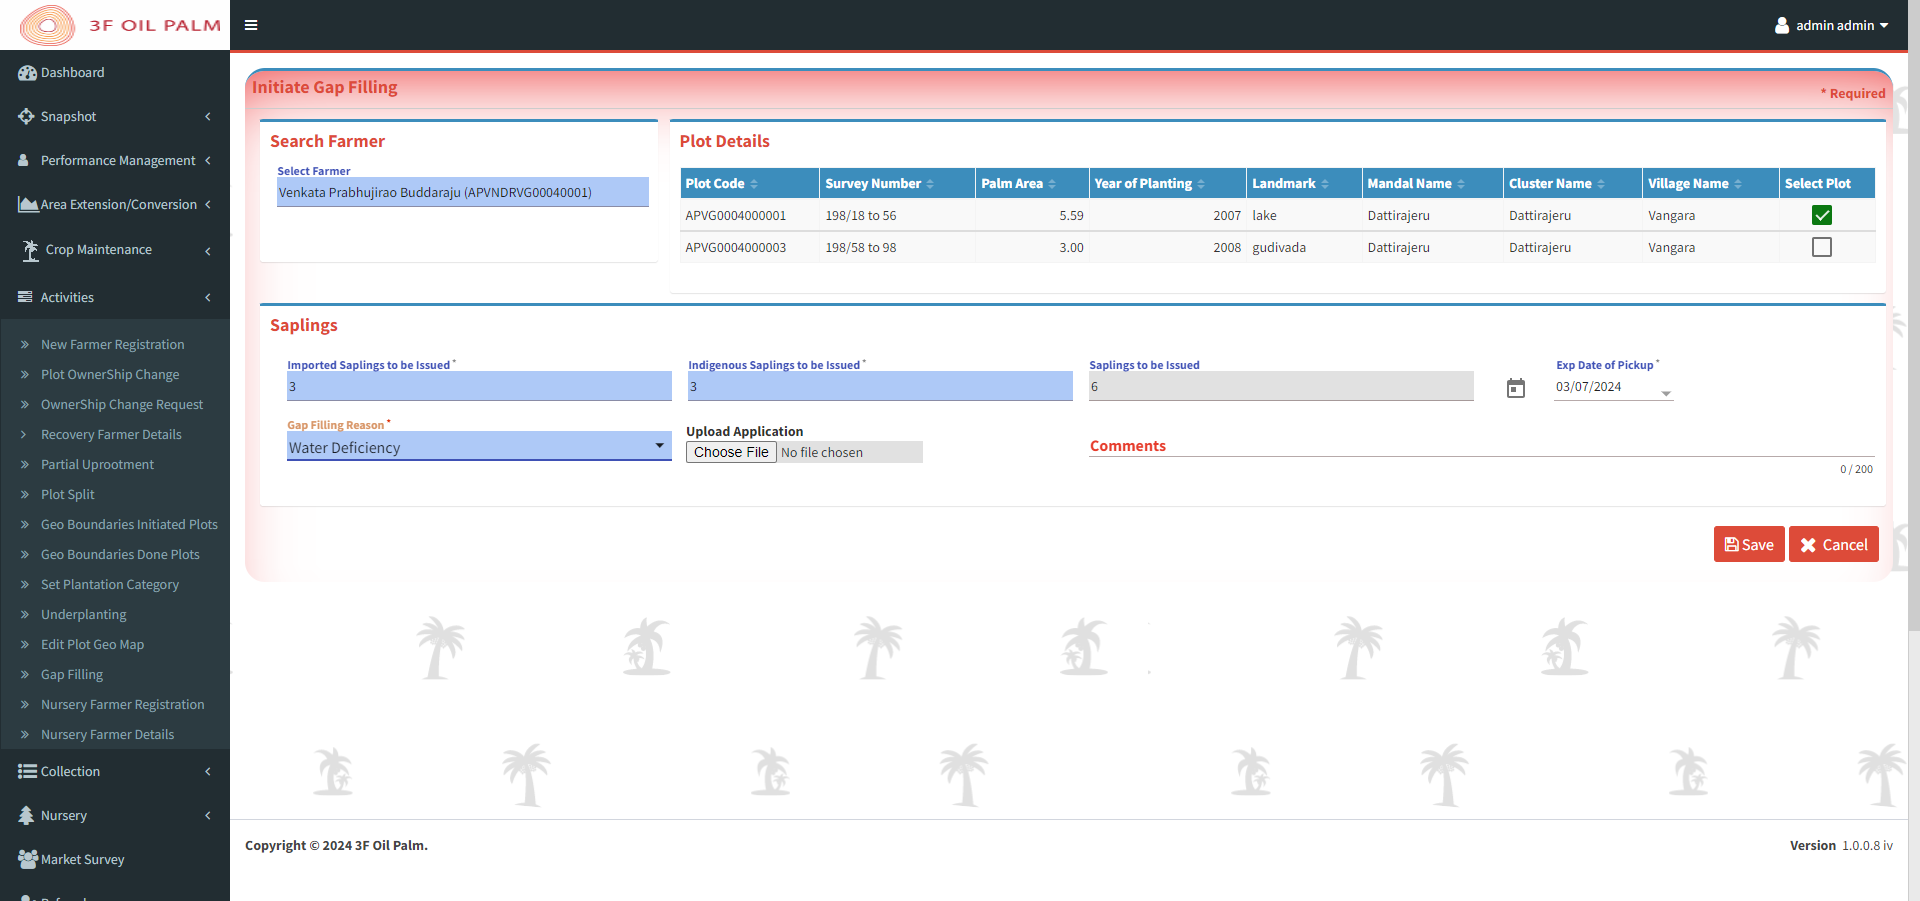 3F OIL PALM
admin admin
Dashboard
Snapshot
Performance Management
Area Extension/Conversion
Crop Maintenance
Activities
New Farmer Registration
Plot OwnerShip Change
OwnerShip Change Request
Recovery Farmer Details
Partial Uprootment
Plot Split
Geo Boundaries Initiated Plots
Geo Boundaries Done Plots
Set Plantation Category
Underplanting
Edit Plot Geo Map
Gap Filling
Nursery Farmer Registration
Nursery Farmer Details
Collection
Nursery
Market Survey
Initiate Gap Filling
* Required
Search Farmer
Select Farmer
Venkata Prabhujirao Buddaraju (APVNDRVG00040001)
Plot Details
Plot Code Survey Number Palm Area Year of Planting Landmark Mandal Name Cluster Name Village Name Select Plot
APVG0004000001 198/18 to 56 5.59 2007 lake Dattirajeru Dattirajeru Vangara
APVG0004000003 198/58 to 98 3.00 2008 gudivada Dattirajeru Dattirajeru Vangara
Saplings
Imported Saplings to be Issued * Indigenous Saplings to be Issued * Saplings to be Issued Exp Date of Pickup *
3 3 6 03/07/2024
Gap Filling Reason * Upload Application
Water Deficiency Choose File No file chosen Comments
0 / 200
Save Cancel
Copyright © 2024 3F Oil Palm. Version 1.0.0.8 iv